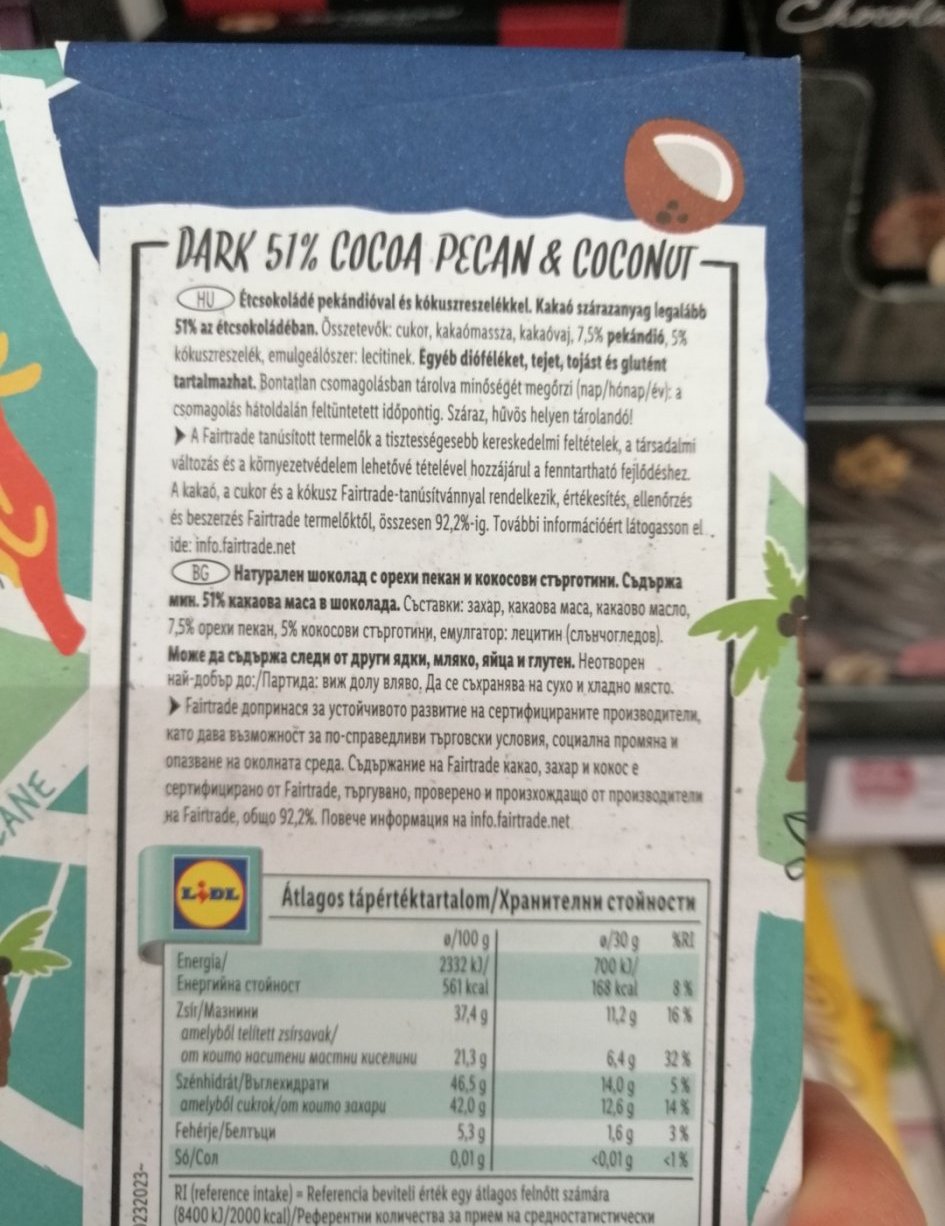 Chocola
DARK 51% COCOA PECAN & COCONUT
HU Étcsokoládé pekándióval és kókuszreszelékkel. Kakaó szárazanyag legalább
51% az étcsokoládéban. Összetevők: cukor, kakaómassza, kakaóvaj, 7,5% pekándió, 5%
kókuszreszelék, emulgeálószer: lecitinek. Egyéb dióféléket, tejet, tojást és glutént
tartalmazhat. Bontatlan csomagolásban tárolva minőségét megőrzi (nap/hónap/év): a
csomagolás hátoldalán feltüntetett időpontig. Száraz, hűvös helyen tárolandó!
▶ A Fairtrade tanúsított termelők a tisztességesebb kereskedelmi feltételek, a társadalmi
változás és a környezetvédelem lehetővé tételével hozzájárul a fenntartható fejlődéshez.
A kakaó, a cukor és a kókusz Fairtrade-tanúsítvánnyal rendelkezik, értékesítés, ellenőrzés
és beszerzés Fairtrade termelőktől, összesen 92,2%-ig. További információért látogasson el
ide: info.fairtrade.net
BG Натурален шоколад с орехи пекан и кокосови стърготини. Съдържа
мин. 51% какаова маса в шоколада. Съставки: захар, какаова маса, какаово масло,
7,5% орехи пекан, 5% кокосови стърготини, емулгатор: лецитин (слънчогледов).
Може да съдържа следи от други ядки, мляко, яйца и глутен. Неотворен
най-добър до:/Партида: виж долу вляво. Да се съхранява на сухо и хладно място.
▶ Fairtrade допринася за устойчивото развитие на сертифицираните производители,
като дава възможност за по-справедливи търговски условия, социална промяна и
опазване на околната среда. Съдържание на Fairtrade какао, захар и кокос е
сертифицирано от Fairtrade, търгувано, проверено и произхождащо от производители
на Fairtrade, общо 92,2%. Повече информация на info.fairtrade.net
CANE
LIDL
Átlagos tápértéktartalom/Хранителни стойности
ø/100 g ø/30 g %RI
Energia/ 2332 kJ/ 700 kJ/
Енергийна стойност 561 kcal 168 kcal 8 %
Zsír/Мазнини 37,4 g 11,2 g 16 %
amelyből telített zsírsavak/
от които наситени мастни киселини 21,3 g 6,4 g 32 %
Szénhidrát/Въглехидрати 46,5 g 14,0 g 5 %
amelyből cukrok/от които захари 42,0 g 12,6 g 14 %
Fehérje/Белтъци 5,3 g 1,6 g 3 %
Só/Сол 0,01 g <0,01 g <1 %
RI (reference intake) = Referencia beviteli érték egy átlagos felnőtt számára
(8400 kJ/2000 kcal)/Референтни количества за прием на средностатистически
0232023-